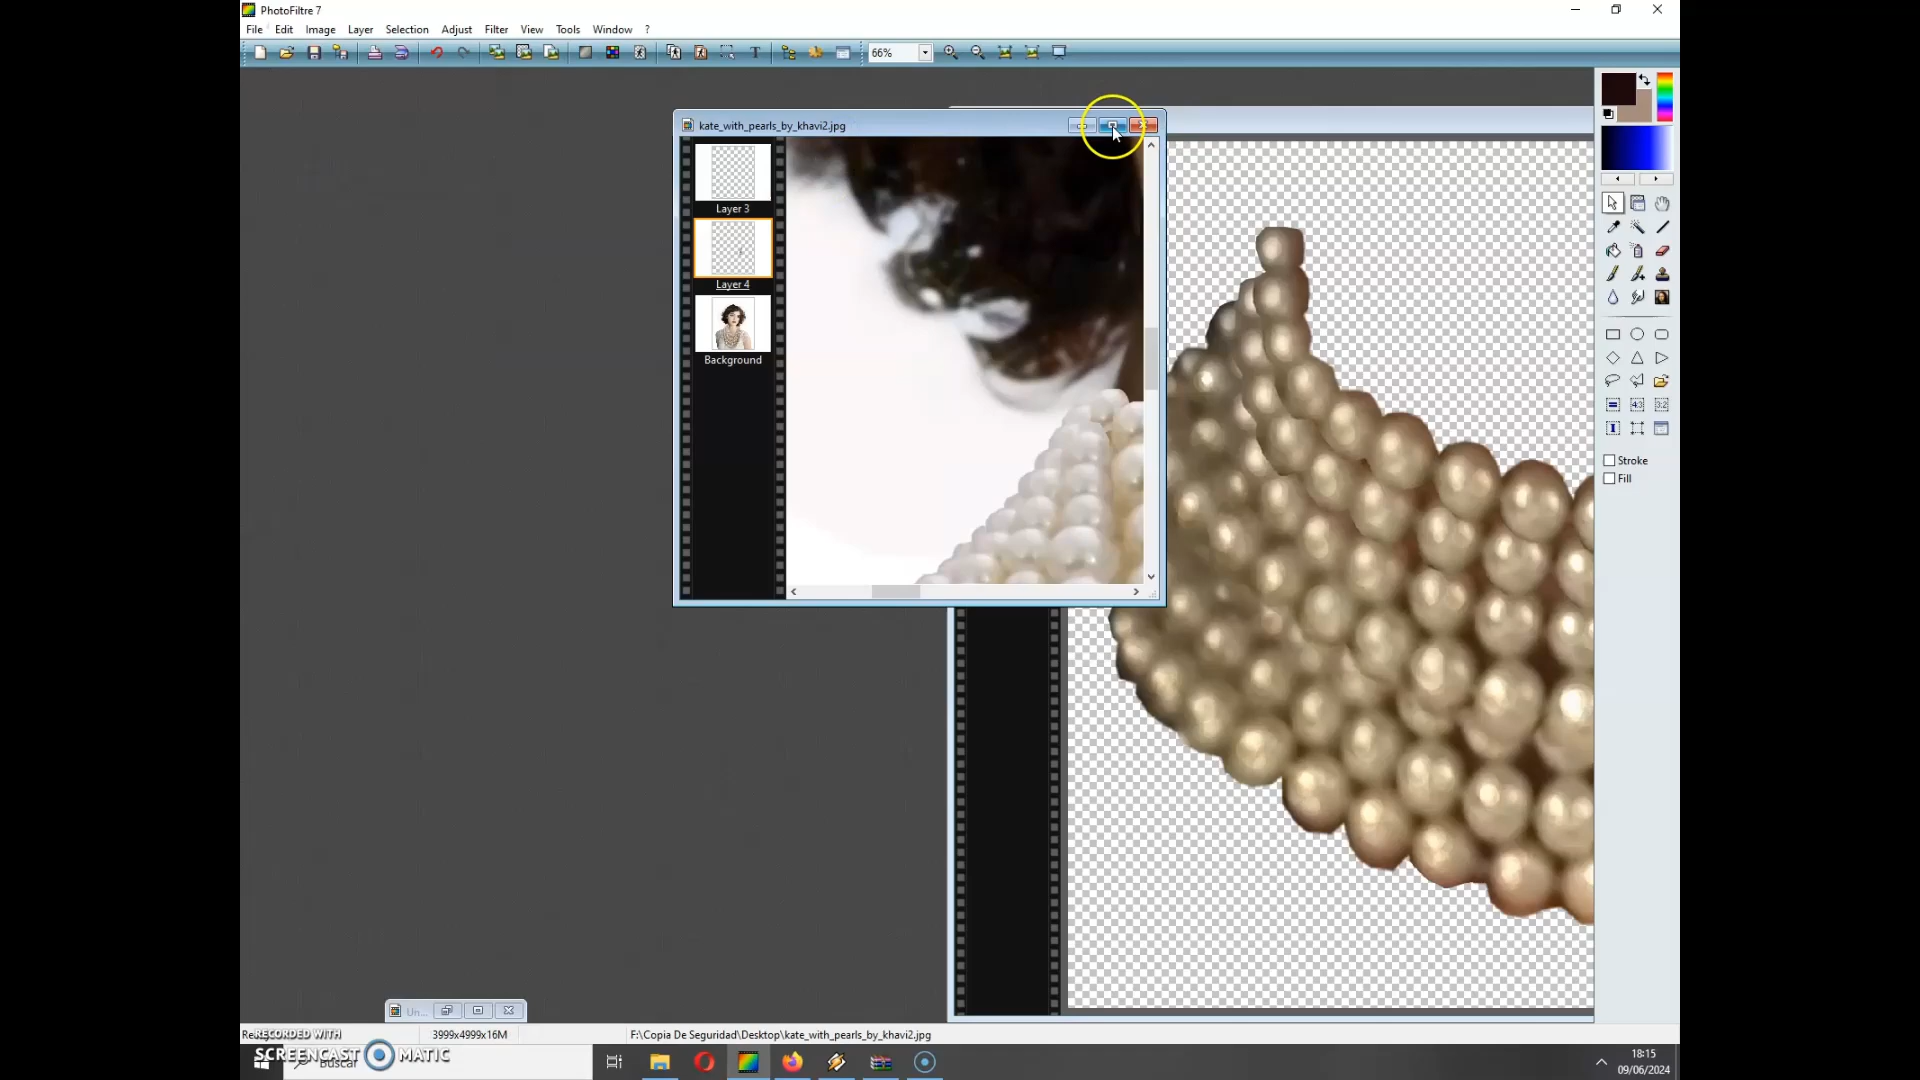 PhotoFiltre 7
File Edit Image Layer Selection Adjust Filter View Tools Window ?
66%
kate_with_pearls_by_khavi2.jpg
Layer 3
Layer 4
Background
Stroke
Fill
Un...
3999x4999x16M F:\Copia De Seguridad\Desktop\kate_with_pearls_by_khavi2.jpg
RECORDED WITH
SCREENCAST MATIC
Buscar
18:15
09/06/2024